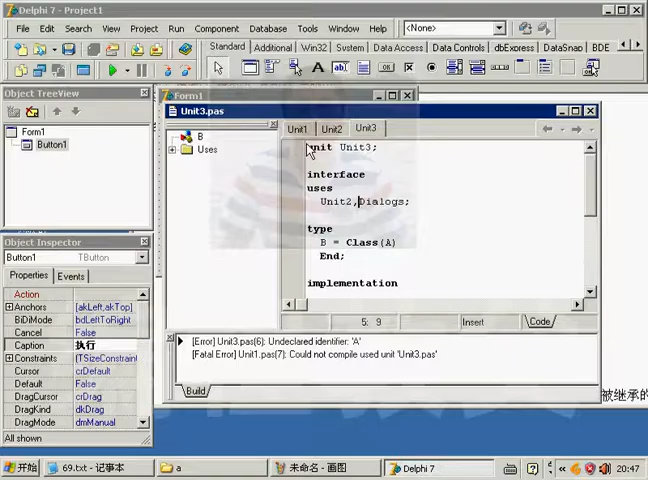 Delphi 7 - Project1
File Edit Search View Project Run Component Database Tools Window Help <None>
Standard Additional Win32 System Data Access Data Controls dbExpress DataSnap BDE
Object TreeView
Form1
Button1
Form1
Unit3.pas
B
Uses
Unit1 Unit2 Unit3
unit Unit3;
interface
uses
Unit2,Dialogs;
type
B = Class(A)
End;
implementation
5: 9 Insert Code
Object Inspector
Button1 TButton
Properties Events
Action
Anchors [akLeft,akTop]
BiDiMode bdLeftToRight
Cancel False
Caption 执行
Constraints (TSizeConstraint
Cursor crDefault
Default False
DragCursor crDrag
DragKind dkDrag
DragMode dmManual
All shown
[Error] Unit3.pas(6): Undeclared identifier: 'A'
[Fatal Error] Unit1.pas(7): Could not compile used unit 'Unit3.pas'
Build
被继承的
开始 69.txt - 记事本 a 未命名 - 画图 Delphi 7 20:47